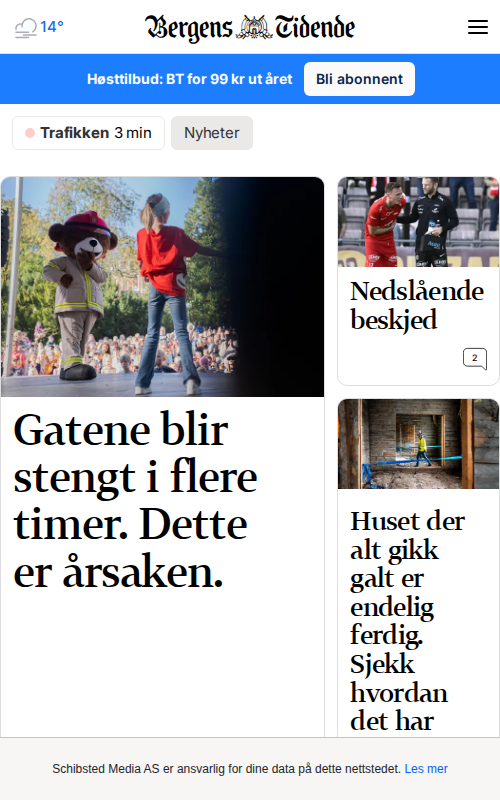 14°
Bergens Tidende
Høsttilbud: BT for 99 kr ut året
Bli abonnent
Trafikken 3 min
Nyheter
Gatene blir
stengt i flere
timer. Dette
er årsaken.
Nedslående
beskjed
2
Huset der
alt gikk
galt er
endelig
ferdig.
Sjekk
hvordan
det har
Schibsted Media AS er ansvarlig for dine data på dette nettstedet. Les mer